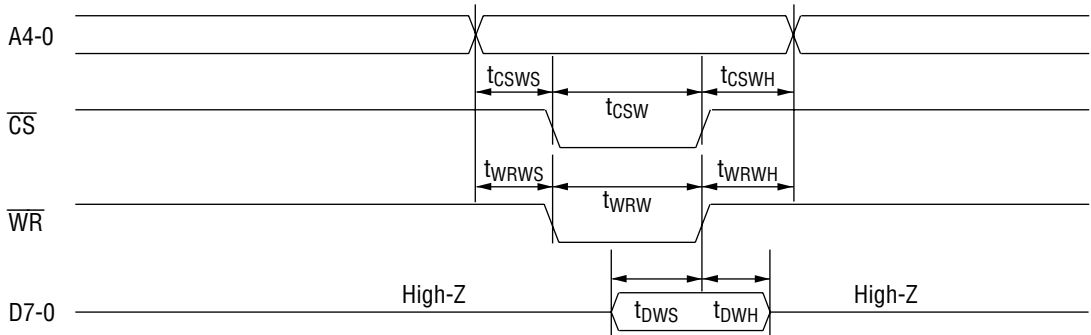 A4-0
tCSWS
tCSW
tCSWH
CS
tWRWS
tWRW
tWRWH
WR
High-Z
High-Z
D7-0
tDWS
tDWH